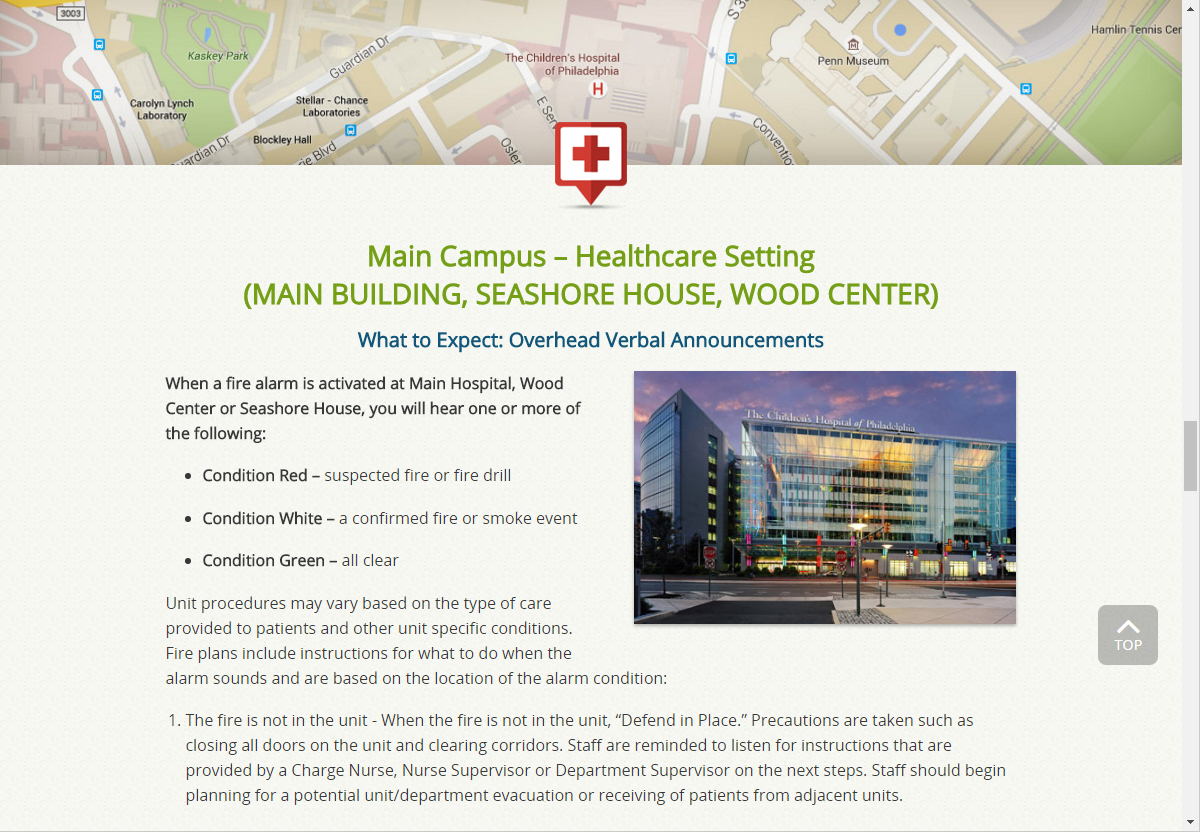 3003
S 3
Hamlin Tennis Cer
Kaskey Park
Guardian Dr
The Children's Hospital
of Philadelphia
H
Penn Museum
Carolyn Lynch
Laboratory
Stellar - Chance
Laboratories
E Ser
Blockley Hall
Osler
Conventio
uardian Dr
rie Blvd
Main Campus – Healthcare Setting
(MAIN BUILDING, SEASHORE HOUSE, WOOD CENTER)
What to Expect: Overhead Verbal Announcements
When a fire alarm is activated at Main Hospital, Wood
Center or Seashore House, you will hear one or more of
the following:
• Condition Red – suspected fire or fire drill
• Condition White – a confirmed fire or smoke event
• Condition Green – all clear
The Children's Hospital of Philadelphia
Unit procedures may vary based on the type of care
provided to patients and other unit specific conditions.
Fire plans include instructions for what to do when the
alarm sounds and are based on the location of the alarm condition:
TOP
1. The fire is not in the unit - When the fire is not in the unit, “Defend in Place.” Precautions are taken such as
closing all doors on the unit and clearing corridors. Staff are reminded to listen for instructions that are
provided by a Charge Nurse, Nurse Supervisor or Department Supervisor on the next steps. Staff should begin
planning for a potential unit/department evacuation or receiving of patients from adjacent units.